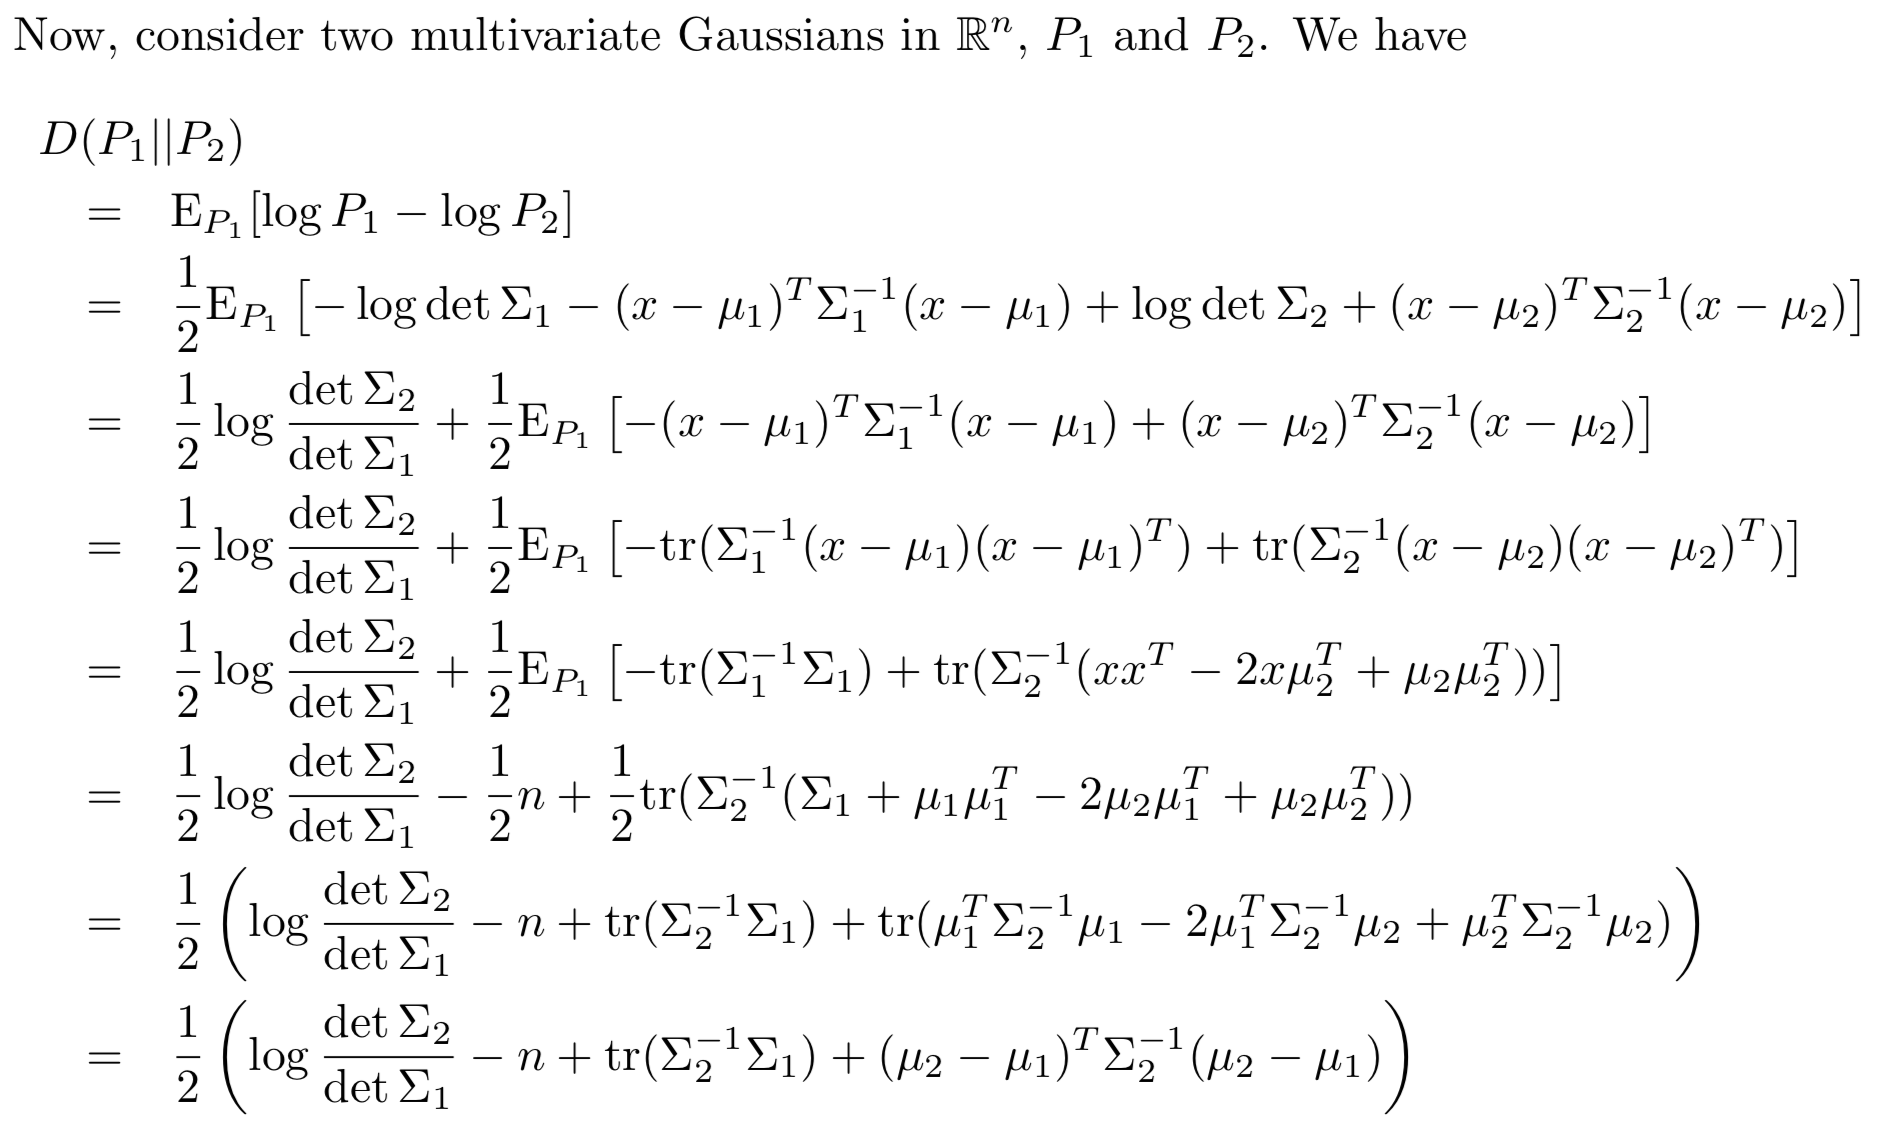 Now, consider two multivariate Gaussians in $\mathbb{R}^n$, $P_1$ and $P_2$. We have
$D(P_1||P_2)$
$= \mathrm{E}_{P_1}[\log P_1 - \log P_2]$
$= \frac{1}{2}\mathrm{E}_{P_1}\left[-\log\det\Sigma_1 - (x-\mu_1)^T\Sigma_1^{-1}(x-\mu_1) + \log\det\Sigma_2 + (x-\mu_2)^T\Sigma_2^{-1}(x-\mu_2)\right]$
$= \frac{1}{2}\log\frac{\det\Sigma_2}{\det\Sigma_1} + \frac{1}{2}\mathrm{E}_{P_1}\left[-(x-\mu_1)^T\Sigma_1^{-1}(x-\mu_1) + (x-\mu_2)^T\Sigma_2^{-1}(x-\mu_2)\right]$
$= \frac{1}{2}\log\frac{\det\Sigma_2}{\det\Sigma_1} + \frac{1}{2}\mathrm{E}_{P_1}\left[-\mathrm{tr}(\Sigma_1^{-1}(x-\mu_1)(x-\mu_1)^T) + \mathrm{tr}(\Sigma_2^{-1}(x-\mu_2)(x-\mu_2)^T)\right]$
$= \frac{1}{2}\log\frac{\det\Sigma_2}{\det\Sigma_1} + \frac{1}{2}\mathrm{E}_{P_1}\left[-\mathrm{tr}(\Sigma_1^{-1}\Sigma_1) + \mathrm{tr}(\Sigma_2^{-1}(xx^T - 2x\mu_2^T + \mu_2\mu_2^T))\right]$
$= \frac{1}{2}\log\frac{\det\Sigma_2}{\det\Sigma_1} - \frac{1}{2}n + \frac{1}{2}\mathrm{tr}(\Sigma_2^{-1}(\Sigma_1 + \mu_1\mu_1^T - 2\mu_2\mu_1^T + \mu_2\mu_2^T))$
$= \frac{1}{2}\left(\log\frac{\det\Sigma_2}{\det\Sigma_1} - n + \mathrm{tr}(\Sigma_2^{-1}\Sigma_1) + \mathrm{tr}(\mu_1^T\Sigma_2^{-1}\mu_1 - 2\mu_1^T\Sigma_2^{-1}\mu_2 + \mu_2^T\Sigma_2^{-1}\mu_2)\right)$
$= \frac{1}{2}\left(\log\frac{\det\Sigma_2}{\det\Sigma_1} - n + \mathrm{tr}(\Sigma_2^{-1}\Sigma_1) + (\mu_2-\mu_1)^T\Sigma_2^{-1}(\mu_2-\mu_1)\right)$